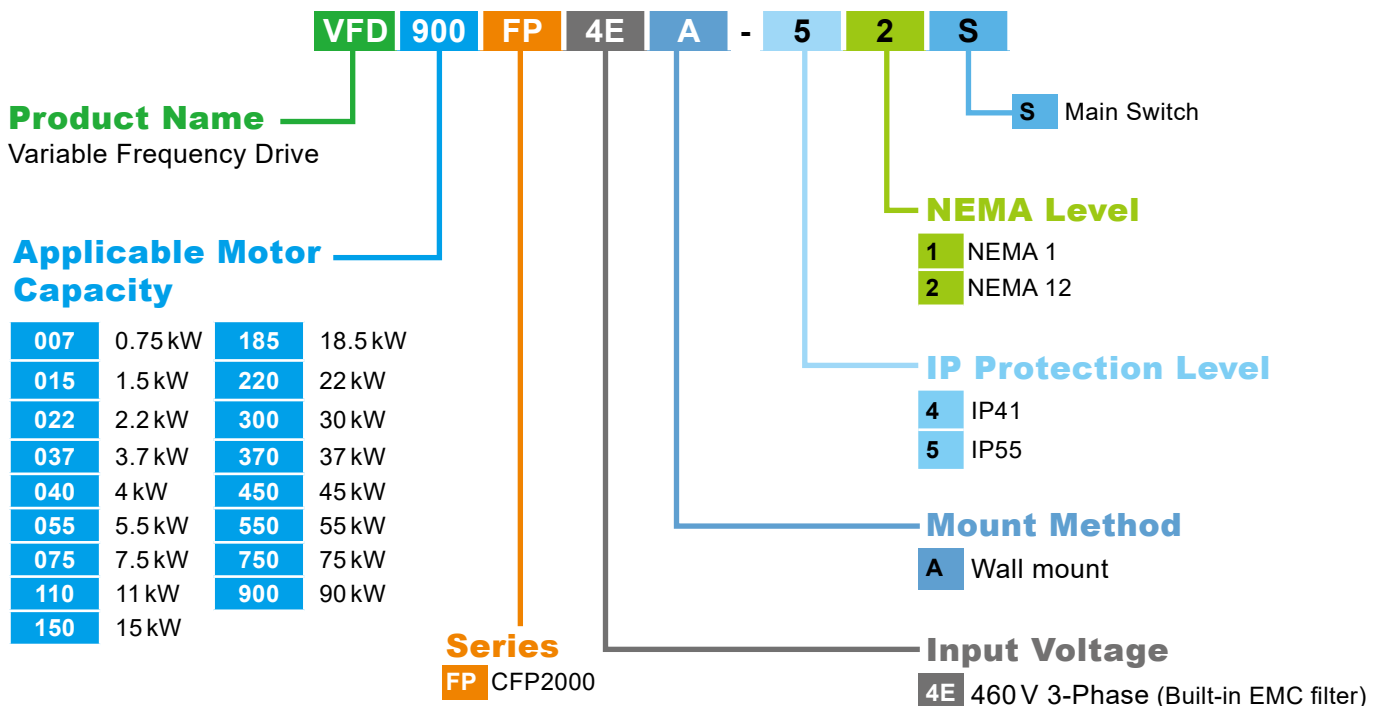 VFD 900 FP 4E A - 5 2 S
S Main Switch
Product Name
Variable Frequency Drive
NEMA Level
1 NEMA 1
2 NEMA 12
Applicable Motor
Capacity
007 0.75 kW 185 18.5 kW
015 1.5 kW 220 22 kW
022 2.2 kW 300 30 kW
037 3.7 kW 370 37 kW
040 4 kW 450 45 kW
055 5.5 kW 550 55 kW
075 7.5 kW 750 75 kW
110 11 kW 900 90 kW
150 15 kW
IP Protection Level
4 IP41
5 IP55
Mount Method
A Wall mount
Series
FP CFP2000
Input Voltage
4E 460 V 3-Phase (Built-in EMC filter)